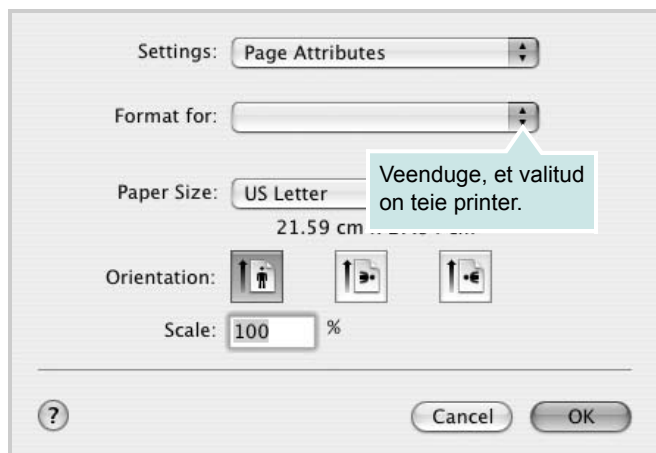 Settings: Page Attributes
Format for:
Veenduge, et valitud
on teie printer.
Paper Size: US Letter
21.59 cm
Orientation:
Scale: 100 %
? Cancel OK